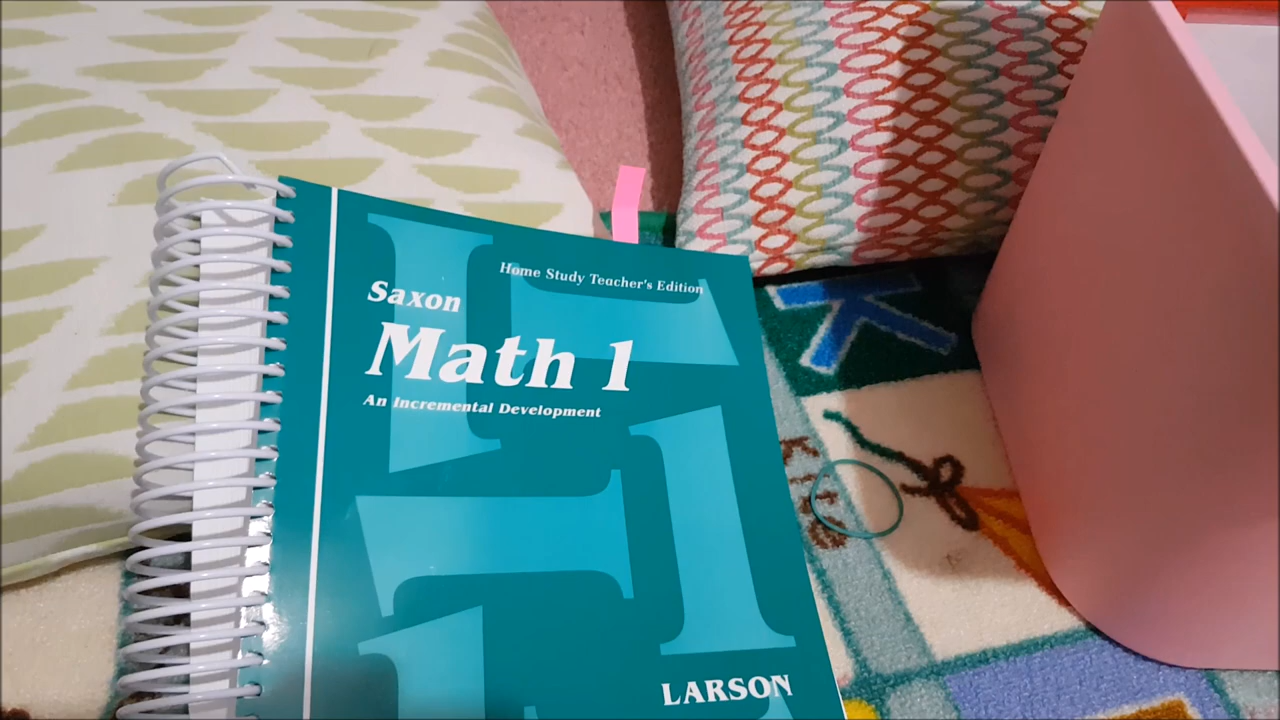 Home Study Teacher's Edition
Saxon
Math 1
An Incremental Development
LARSON
K